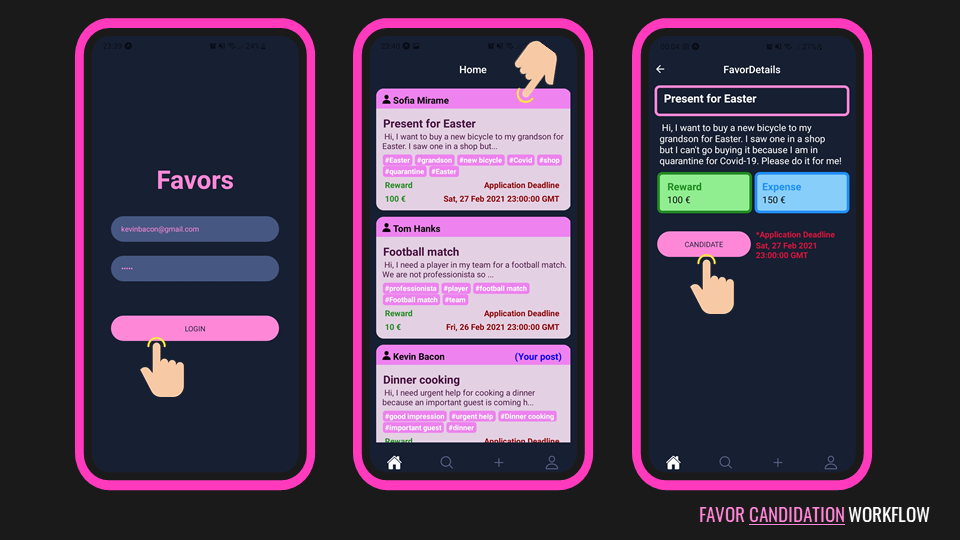 Favors
kevinbacon@gmail.com
•••••
LOGIN
Home
Sofia Mirame
Present for Easter
Hi, I want to buy a new bicycle to my grandson for
Easter. I saw one in a shop but...
#Easter #grandson #new bicycle #Covid #shop
#quarantine #Easter
Reward Application Deadline
100 € Sat, 27 Feb 2021 23:00:00 GMT
Tom Hanks
Football match
Hi, I need a player in my team for a football match.
We are not professionista so ...
#professionista #player #football match
#Football match #team
Reward Application Deadline
10 € Fri, 26 Feb 2021 23:00:00 GMT
Kevin Bacon (Your post)
Dinner cooking
Hi, I need urgent help for cooking a dinner
because an important guest is coming h...
#good impression #urgent help #Dinner cooking
#important guest #dinner
Reward Application Deadline
FavorDetails
Present for Easter
Hi, I want to buy a new bicycle to my
grandson for Easter. I saw one in a shop
but I can't go buying it because I am in
quarantine for Covid-19. Please do it for me!
Reward Expense
100 € 150 €
CANDIDATE
*Application Deadline
Sat, 27 Feb 2021
23:00:00 GMT
FAVOR CANDIDATION WORKFLOW